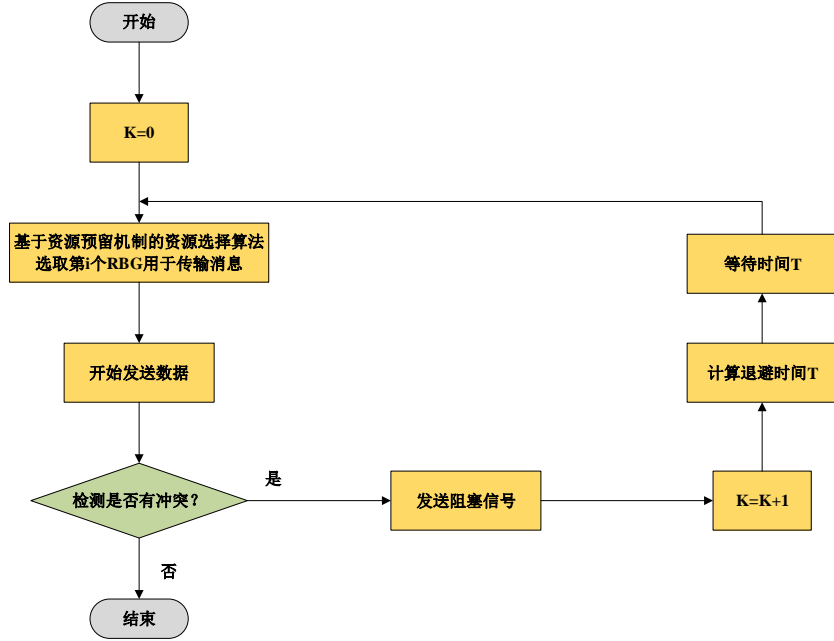 开始
K=0
基于资源预留机制的资源选择算法
选取第i个RBG用于传输消息
开始发送数据
检测是否有冲突？
是
发送阻塞信号
K=K+1
计算退避时间T
等待时间T
否
结束